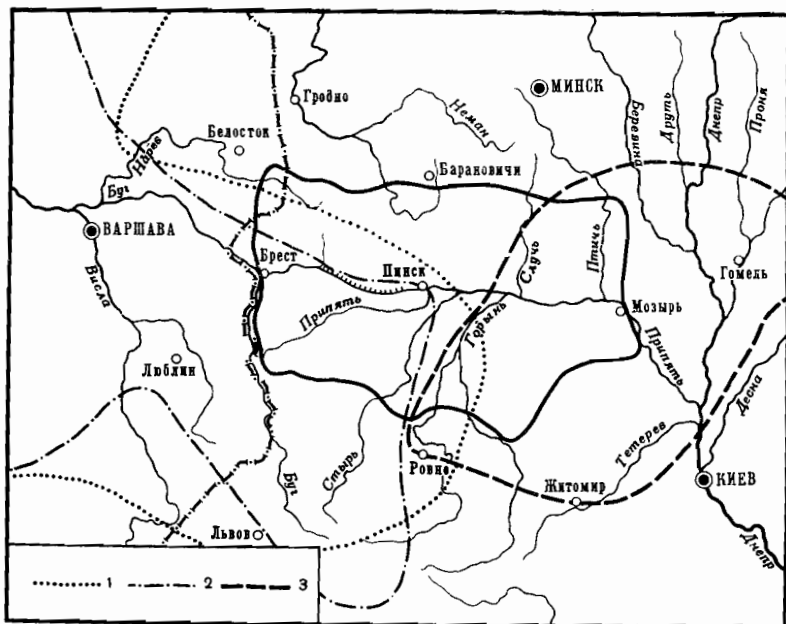 Гродно
МИНСК
Неман
Березина
Друть
Днепр
Проня
Белосток
Нарев
Барановичи
Буг
ВАРШАВА
Висла
Брест
Пинск
Случь
Птичь
Гомель
Припять
Горынь
Мозырь
Припять
Люблин
Десна
Стырь
Буг
Ровно
Тетерев
Житомир
КИЕВ
Львов
Днепр
1 2 3